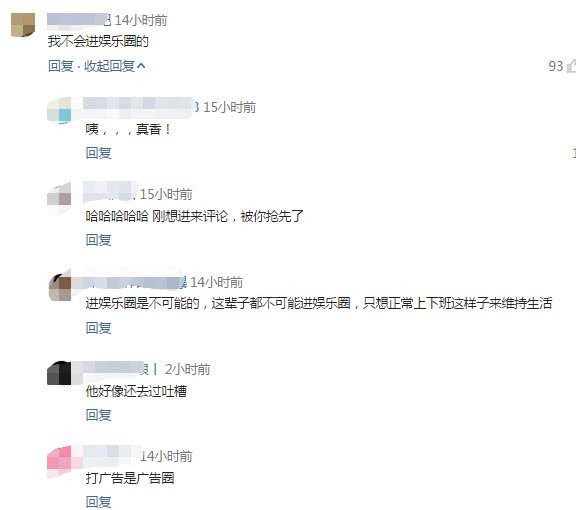 14小时前
我不会进娱乐圈的
回复 · 收起回复
93
15小时前
咦，，，真香！
回复
15小时前
哈哈哈哈哈 刚想进来评论，被你抢先了
回复
14小时前
进娱乐圈是不可能的，这辈子都不可能进娱乐圈，只想正常上下班这样子来维持生活
回复
2小时前
他好像还去过吐槽
回复
14小时前
打广告是广告圈
回复